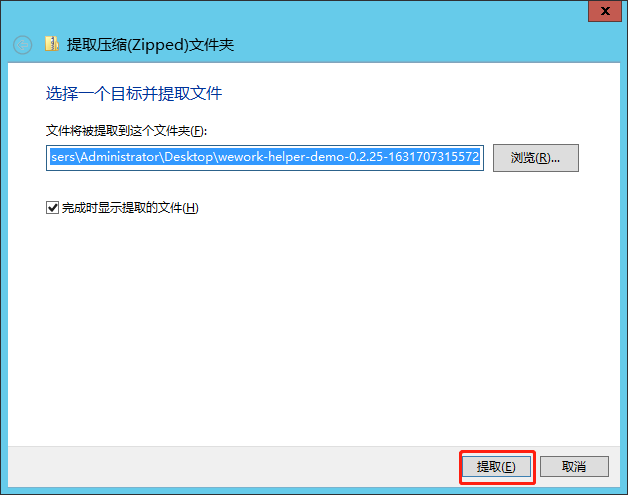 提取压缩(Zipped)文件夹
选择一个目标并提取文件
文件将被提取到这个文件夹(F):
sers\Administrator\Desktop\wework-helper-demo-0.2.25-1631707315572
浏览(R)...
完成时显示提取的文件(H)
提取(E)
取消